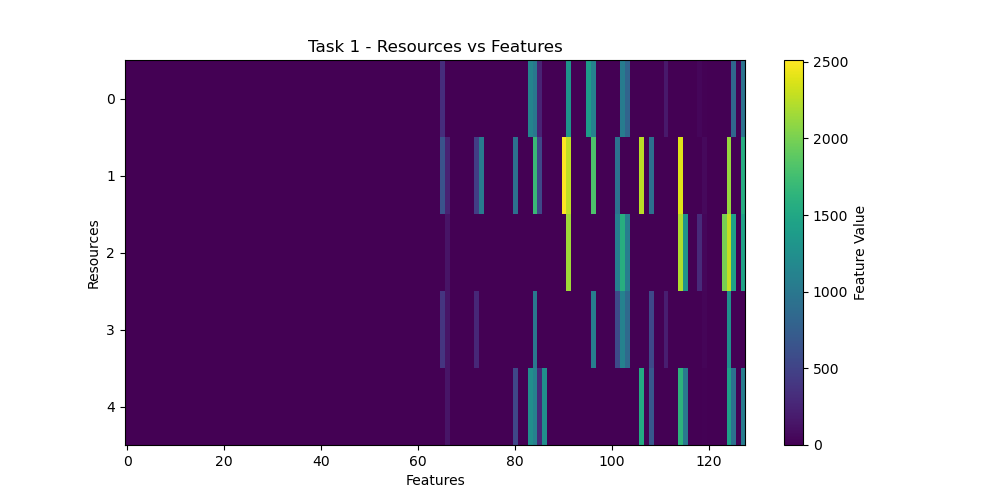 Task 1 - Resources vs Features
Resources
0
1
2
3
4
0 20 40 60 80 100 120
Features
2500
2000
1500
1000
500
0
Feature Value